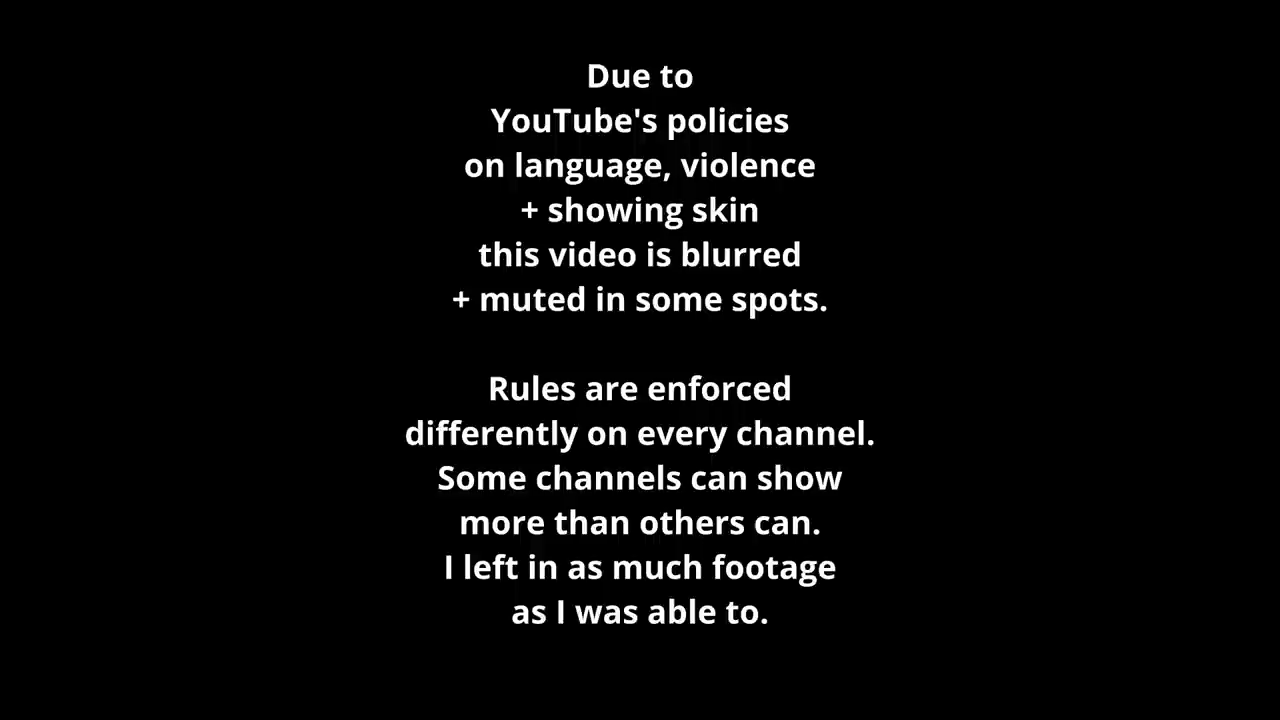 Due to
YouTube's policies
on language, violence
+ showing skin
this video is blurred
+ muted in some spots.
Rules are enforced
differently on every channel.
Some channels can show
more than others can.
I left in as much footage
as I was able to.